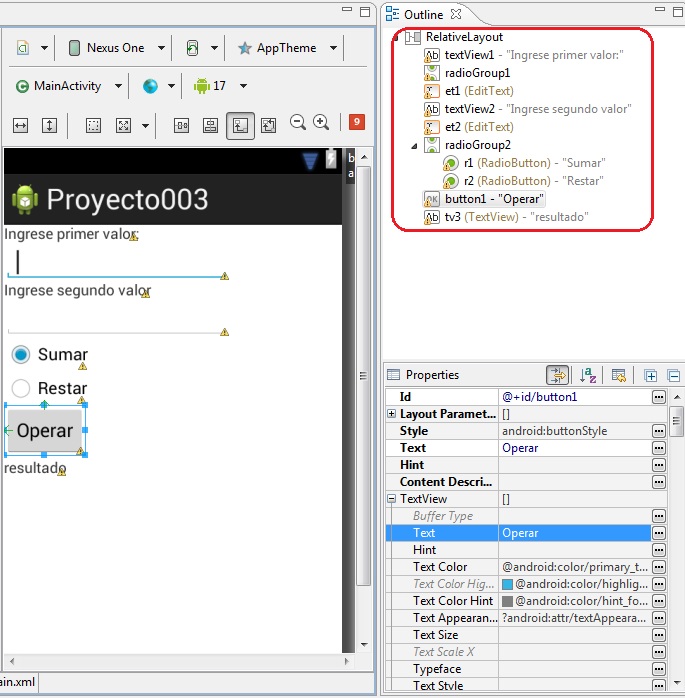 Nexus One
AppTheme
MainActivity
17
9
b
a
Proyecto003
Ingrese primer valor:
Ingrese segundo valor
Sumar
Restar
Operar
resultado
ain.xml
Outline
RelativeLayout
Ab textView1 - "Ingrese primer valor:"
radioGroup1
et1 (EditText)
Ab textView2 - "Ingrese segundo valor"
et2 (EditText)
radioGroup2
r1 (RadioButton) - "Sumar"
r2 (RadioButton) - "Restar"
OK button1 - "Operar"
Ab tv3 (TextView) - "resultado"
Properties
Id @+id/button1
Layout Paramet... []
Style android:buttonStyle
Text Operar
Hint
Content Descri...
TextView []
Buffer Type
Text Operar
Hint
Text Color @android:color/primary_t...
Text Color Hig... @android:color/highlig...
Text Color Hint @android:color/hint_fo...
Text Appearan... ?android:attr/textAppeara...
Text Size
Text Scale X
Typeface
Text Style